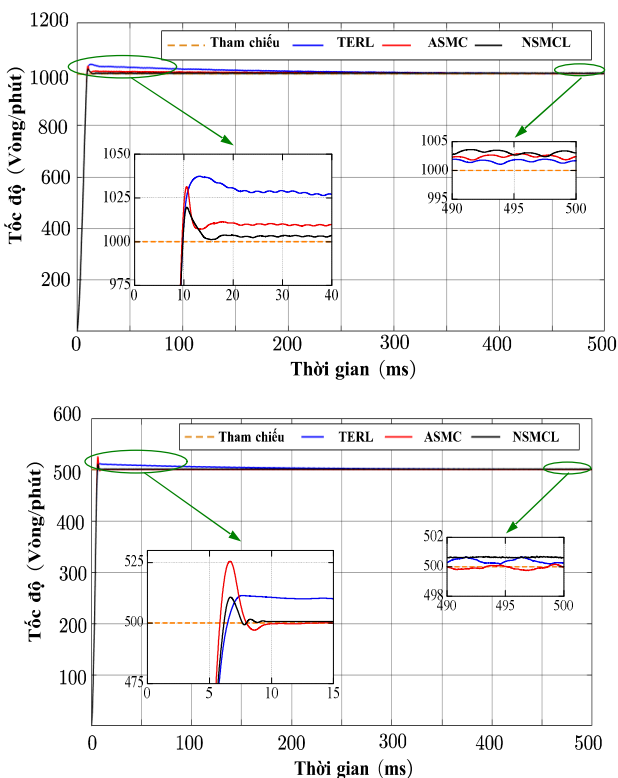 1200
1000
800
600
400
200
0
100
200
300
400
500
Tốc độ (Vòng/phút)
Thời gian (ms)
Tham chiếu TERL ASMC NSMCL
1050
1025
1000
975
0 10 20 30 40
1005
1000
995
490 495 500
600
500
400
300
200
100
0 100 200 300 400 500
Tốc độ (Vòng/phút)
Thời gian (ms)
Tham chiếu TERL ASMC NSMCL
525
500
475
0 5 10 15
502
500
498
490 495 500